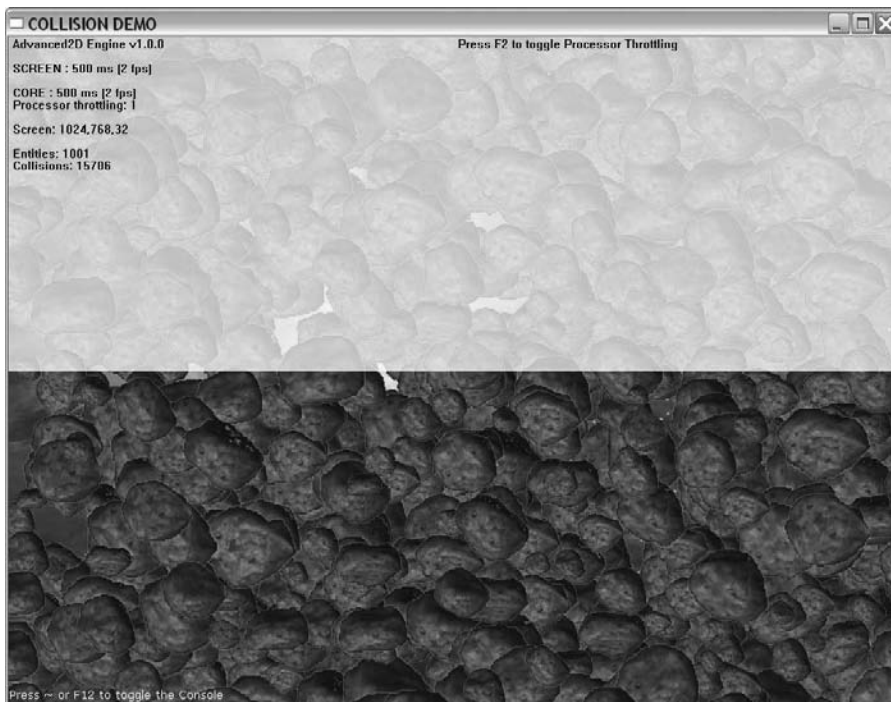 COLLISION DEMO
Advanced2D Engine v1.0.0
Press F2 to toggle Processor Throttling
SCREEN : 500 ms (2 fps)
CORE : 500 ms (2 fps)
Processor throttling: 1
Screen: 1024,768,32
Entities: 1001
Collisions: 15706
Press ~ or F12 to toggle the Console